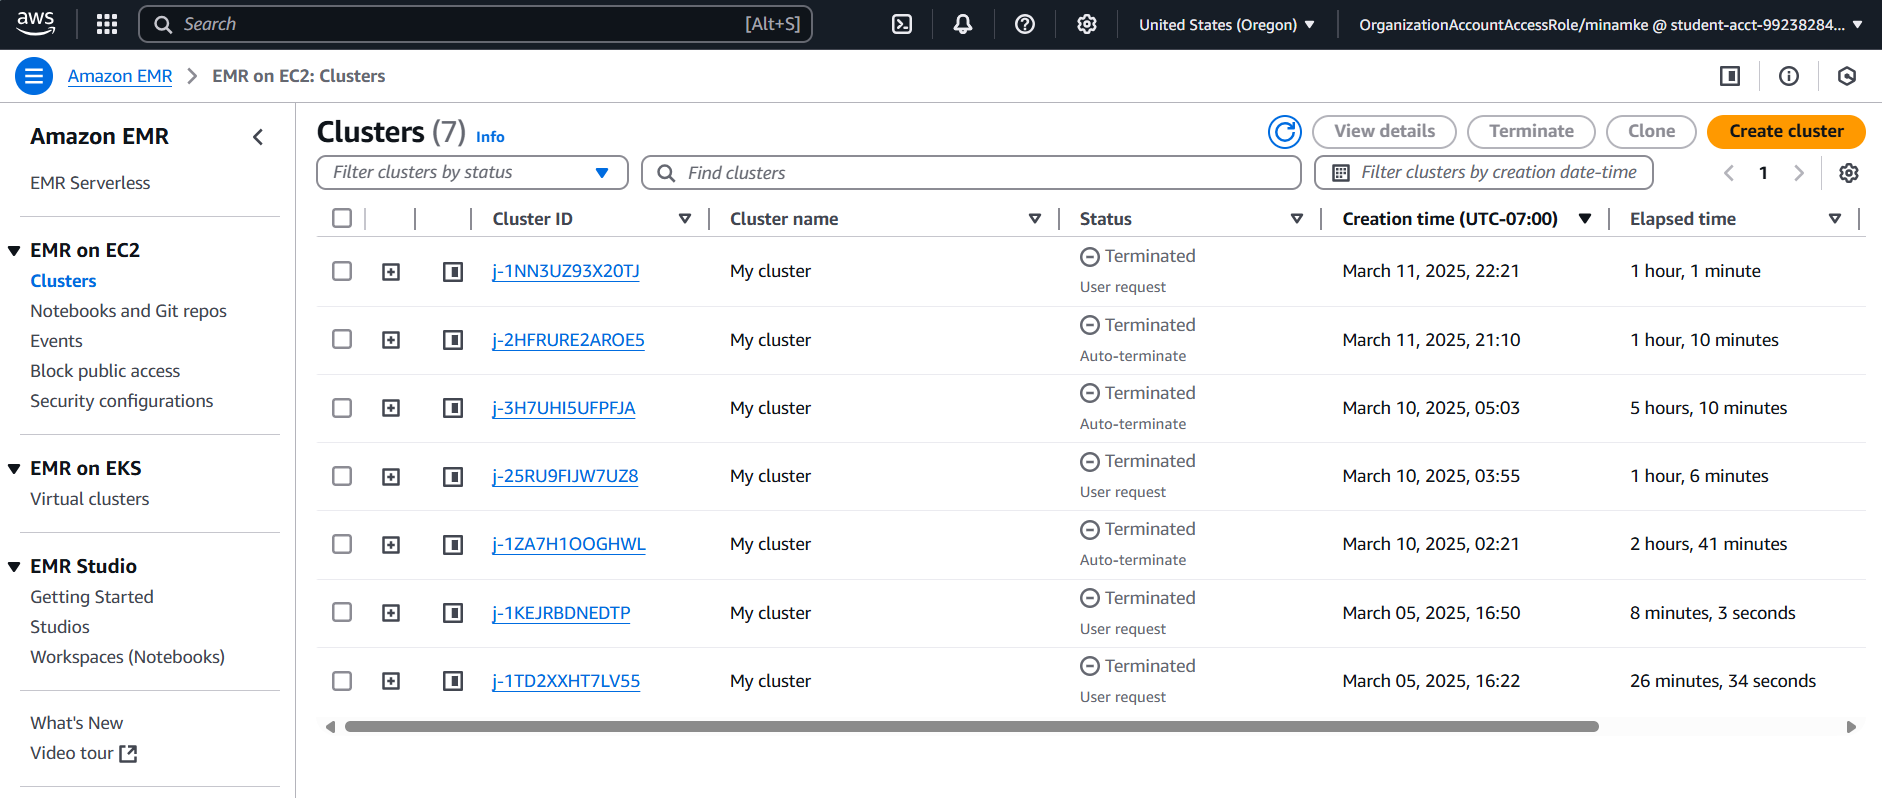 aws
Search [Alt+S]
United States (Oregon)
OrganizationAccountAccessRole/minamke @ student-acct-99238284...
Amazon EMR
EMR on EC2: Clusters
Amazon EMR
EMR Serverless
EMR on EC2
Clusters
Notebooks and Git repos
Events
Block public access
Security configurations
EMR on EKS
Virtual clusters
EMR Studio
Getting Started
Studios
Workspaces (Notebooks)
What's New
Video tour
Clusters (7) Info
View details
Terminate
Clone
Create cluster
Filter clusters by status
Find clusters
Filter clusters by creation date-time
1
Cluster ID Cluster name Status Creation time (UTC-07:00) Elapsed time
j-1NN3UZ93X20TJ My cluster Terminated March 11, 2025, 22:21 1 hour, 1 minute
User request
j-2HFRURE2AROE5 My cluster Terminated March 11, 2025, 21:10 1 hour, 10 minutes
Auto-terminate
j-3H7UHI5UFPFJA My cluster Terminated March 10, 2025, 05:03 5 hours, 10 minutes
Auto-terminate
j-25RU9FIJW7UZ8 My cluster Terminated March 10, 2025, 03:55 1 hour, 6 minutes
User request
j-1ZA7H1OOGHWL My cluster Terminated March 10, 2025, 02:21 2 hours, 41 minutes
Auto-terminate
j-1KEJRBDNEDTP My cluster Terminated March 05, 2025, 16:50 8 minutes, 3 seconds
User request
j-1TD2XXHT7LV55 My cluster Terminated March 05, 2025, 16:22 26 minutes, 34 seconds
User request